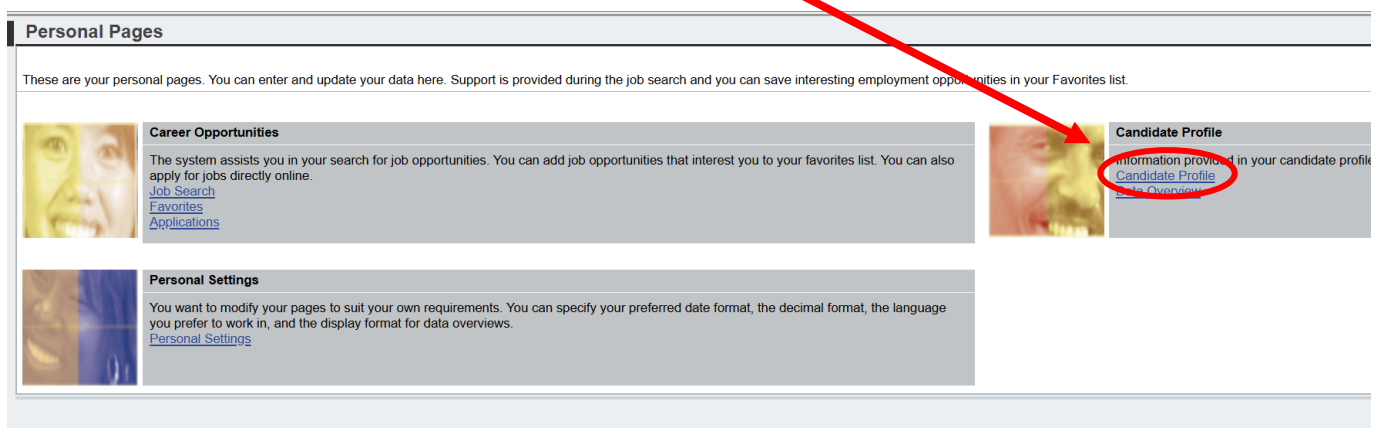 Personal Pages
These are your personal pages. You can enter and update your data here. Support is provided during the job search and you can save interesting employment opportunities in your Favorites list.
Career Opportunities
The system assists you in your search for job opportunities. You can add job opportunities that interest you to your favorites list. You can also
apply for jobs directly online.
Job Search
Favorites
Applications
Candidate Profile
Information provided in your candidate profile
Candidate Profile
Data Overview
Personal Settings
You want to modify your pages to suit your own requirements. You can specify your preferred date format, the decimal format, the language
you prefer to work in, and the display format for data overviews.
Personal Settings